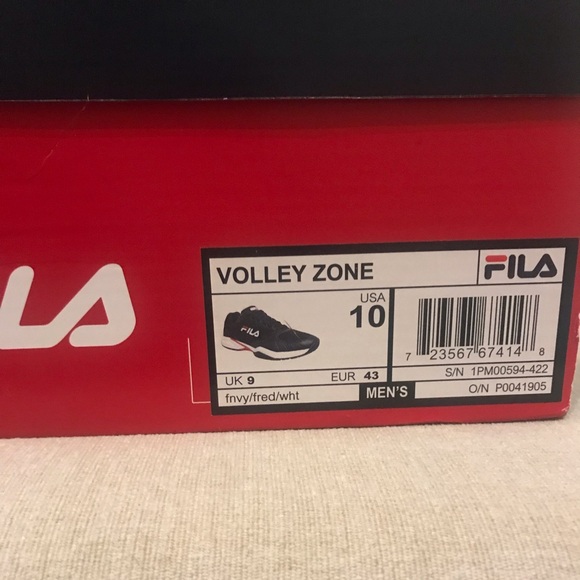 LA
VOLLEY ZONE
FILA
USA
10
FILA
UK 9 EUR 43
fnvy/fred/wht
MEN'S
7 23567 67414 8
S/N 1PM00594-422
O/N P0041905